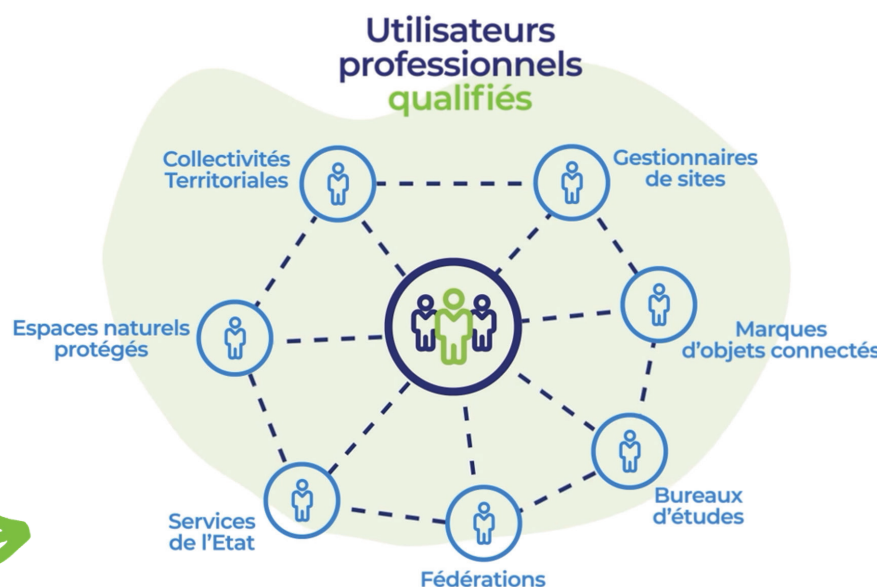 Utilisateurs
professionnels
qualifiés
Collectivités
Territoriales
Gestionnaires
de sites
Espaces naturels
protégés
Marques
d'objets connectés
Services
de l'Etat
Bureaux
d'études
Fédérations